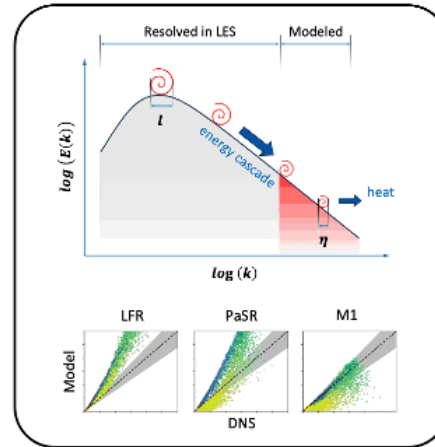 Resolved in LES Modeled
log (E(k))
l
energy cascade
heat
η
log (k)
LFR PaSR M1
Model
DNS